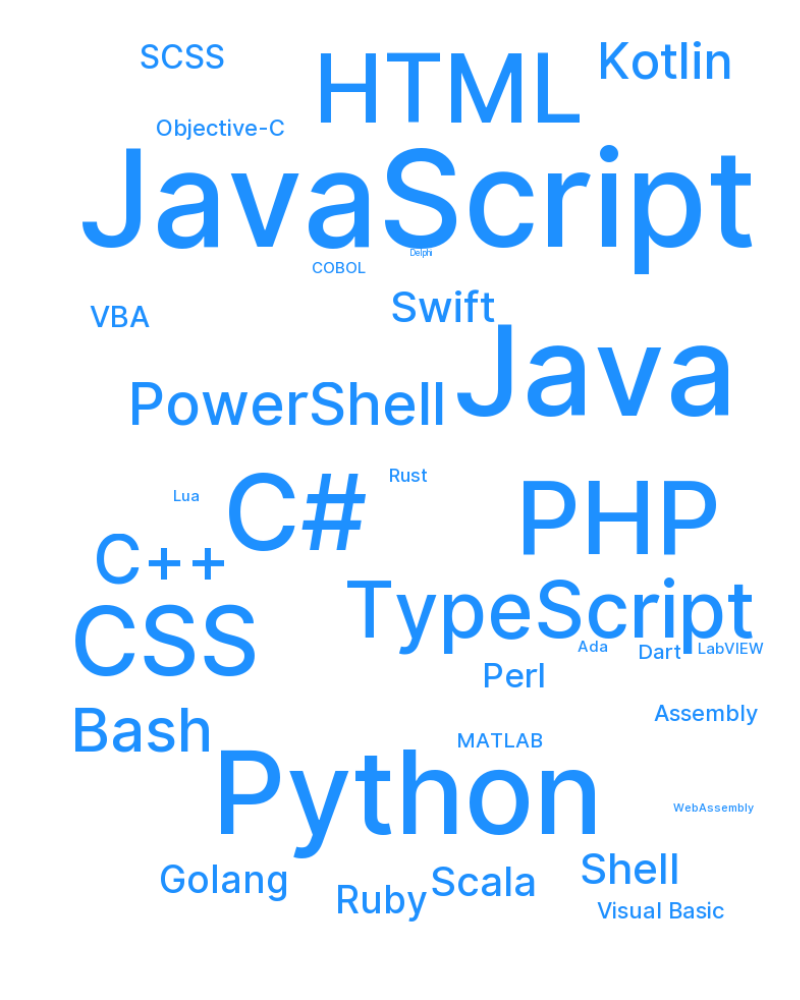 SCSS
HTML
Kotlin
Objective-C
JavaScript
Delphi
COBOL
Swift
VBA
Java
PowerShell
Rust
Lua
C#
PHP
C++
TypeScript
CSS
Ada
Dart
LabVIEW
Perl
Assembly
Bash
MATLAB
Python
WebAssembly
Shell
Golang
Scala
Ruby
Visual Basic